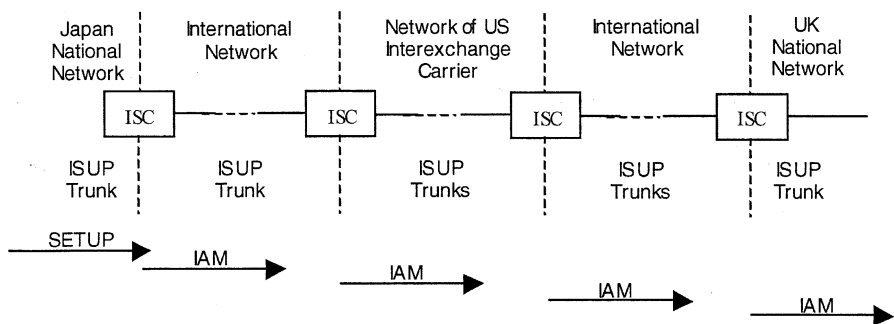 Japan
National
Network
International
Network
Network of US
Interexchange
Carrier
International
Network
UK
National
Network
ISC
ISC
ISC
ISC
ISUP
Trunk
ISUP
Trunk
ISUP
Trunks
ISUP
Trunks
ISUP
Trunk
SETUP
IAM
IAM
IAM
IAM